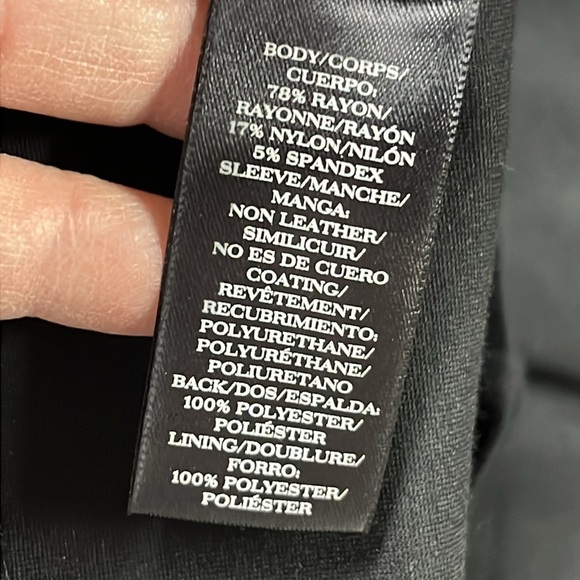 BODY/CORPS/
CUERPO:
78% RAYON/
RAYONNE/RAYÓN
17% NYLON/NILÓN
5% SPANDEX
SLEEVE/MANCHE/
MANGA:
NON LEATHER/
SIMILICUIR/
NO ES DE CUERO
COATING/
REVÊTEMENT/
RECUBRIMIENTO:
POLYURETHANE/
POLYURÉTHANE/
POLIURETANO
BACK/DOS/ESPALDA:
100% POLYESTER/
POLIÉSTER
LINING/DOUBLURE/
FORRO:
100% POLYESTER/
POLIÉSTER